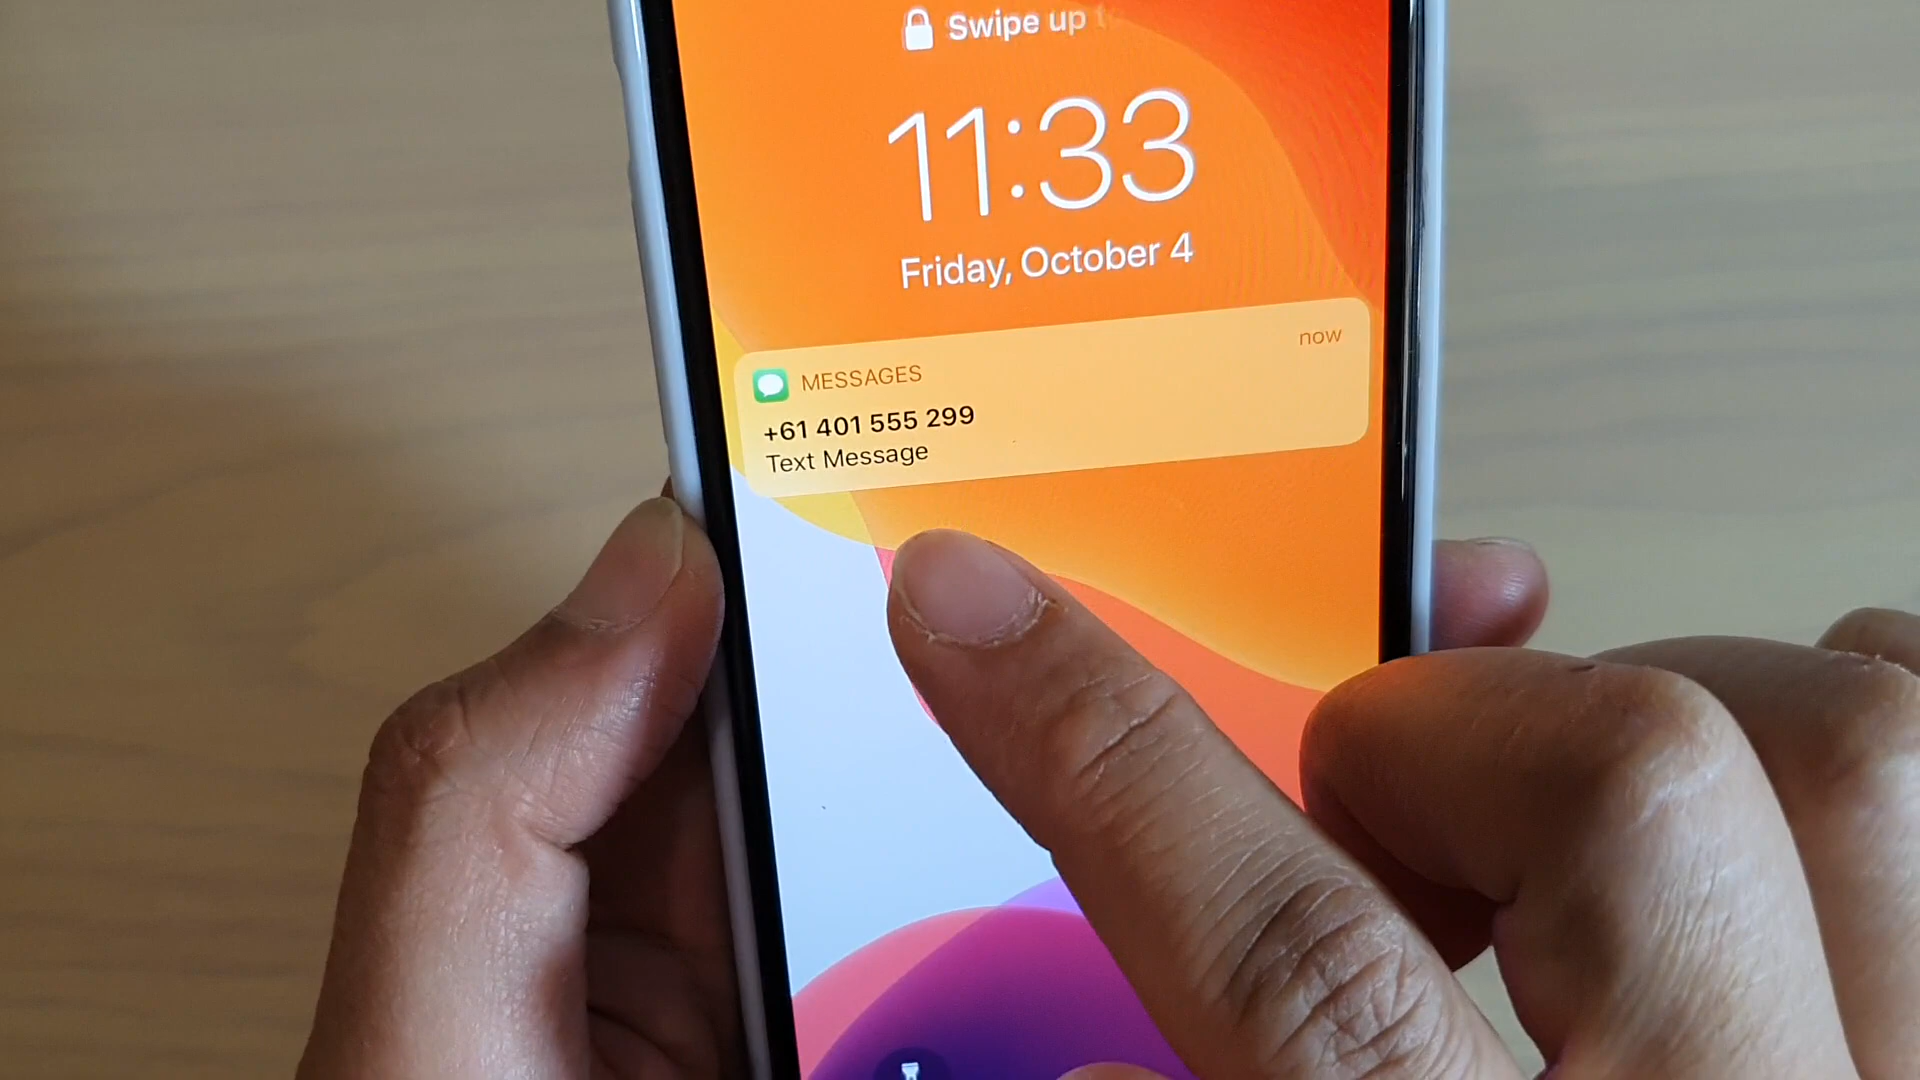 Swipe up
11:33
Friday, October 4
now
MESSAGES
+61 401 555 299
Text Message